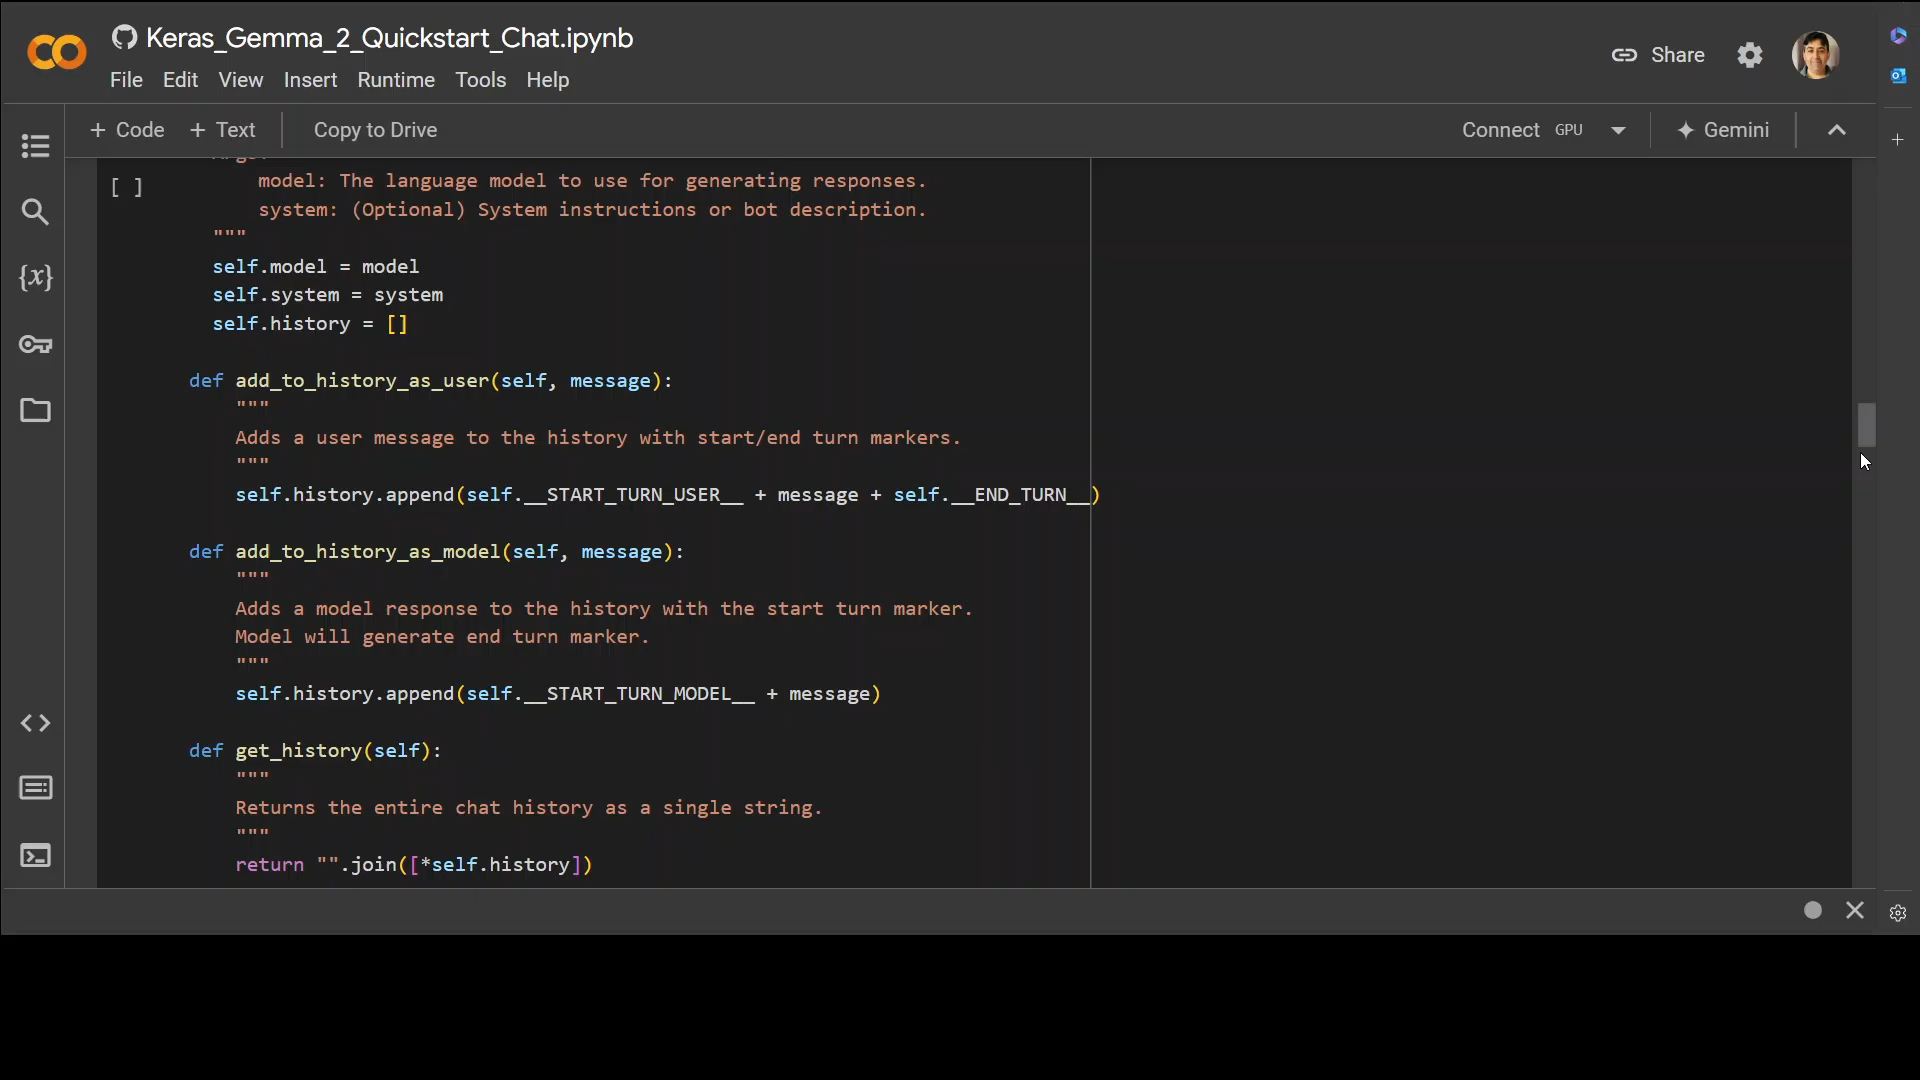 Keras_Gemma_2_Quickstart_Chat.ipynb
File Edit View Insert Runtime Tools Help
Share
+ Code + Text Copy to Drive
Connect GPU Gemini
[ ]
model: The language model to use for generating responses.
system: (Optional) System instructions or bot description.
"""
self.model = model
self.system = system
self.history = []
def add_to_history_as_user(self, message):
"""
Adds a user message to the history with start/end turn markers.
"""
self.history.append(self.__START_TURN_USER__ + message + self.__END_TURN__)
def add_to_history_as_model(self, message):
"""
Adds a model response to the history with the start turn marker.
Model will generate end turn marker.
"""
self.history.append(self.__START_TURN_MODEL__ + message)
def get_history(self):
"""
Returns the entire chat history as a single string.
"""
return "".join([*self.history])